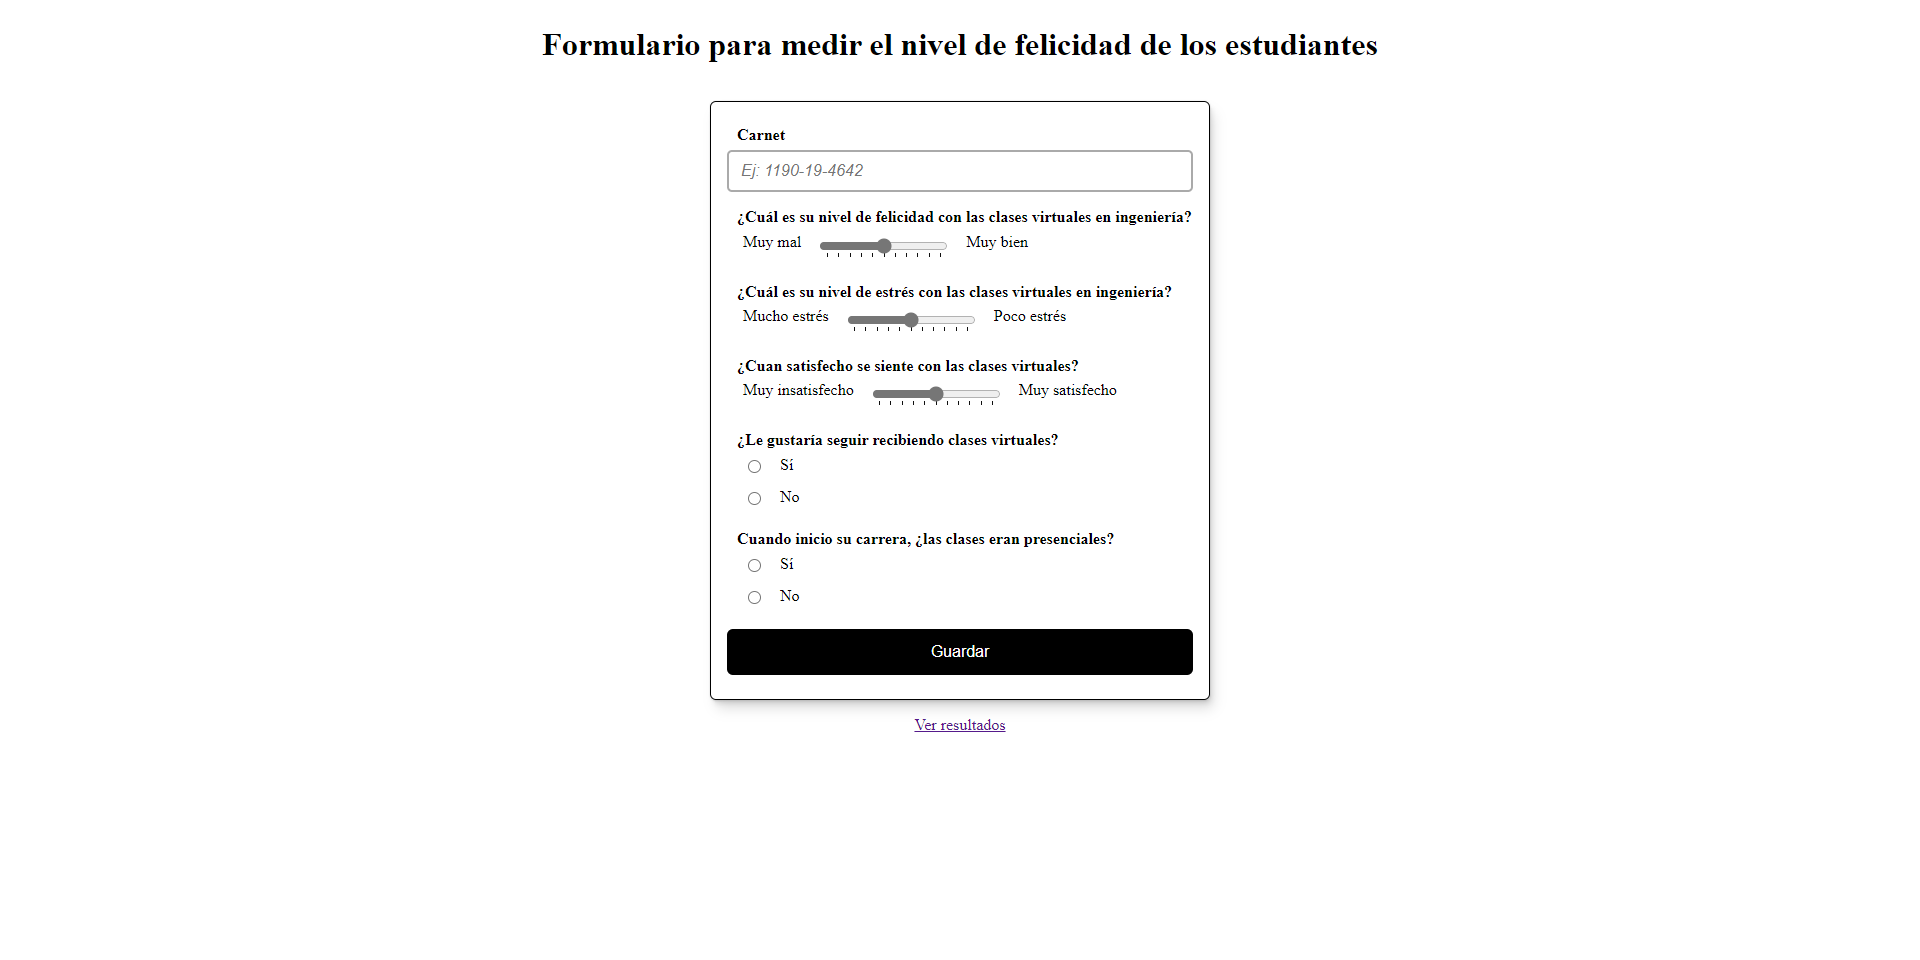 Formulario para medir el nivel de felicidad de los estudiantes
Carnet
Ej: 1190-19-4642
¿Cuál es su nivel de felicidad con las clases virtuales en ingeniería?
Muy mal Muy bien
¿Cuál es su nivel de estrés con las clases virtuales en ingeniería?
Mucho estrés Poco estrés
¿Cuan satisfecho se siente con las clases virtuales?
Muy insatisfecho Muy satisfecho
¿Le gustaría seguir recibiendo clases virtuales?
Sí
No
Cuando inicio su carrera, ¿las clases eran presenciales?
Sí
No
Guardar
Ver resultados